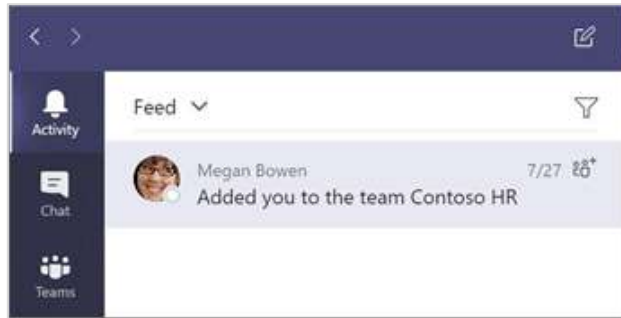 Activity
Feed
Chat
Megan Bowen 7/27
Added you to the team Contoso HR
Teams